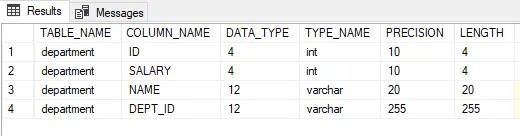 Results Messages
TABLE_NAME COLUMN_NAME DATA_TYPE TYPE_NAME PRECISION LENGTH
1 department ID 4 int 10 4
2 department SALARY 4 int 10 4
3 department NAME 12 varchar 20 20
4 department DEPT_ID 12 varchar 255 255